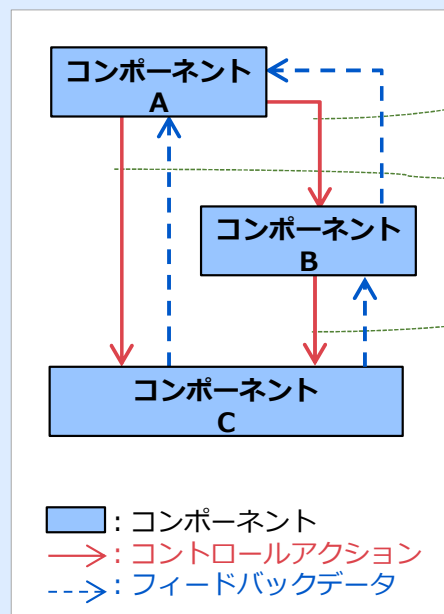 コンポーネント
A
コンポーネント
B
コンポーネント
C
：コンポーネント
：コントロールアクション
：フィードバックデータ